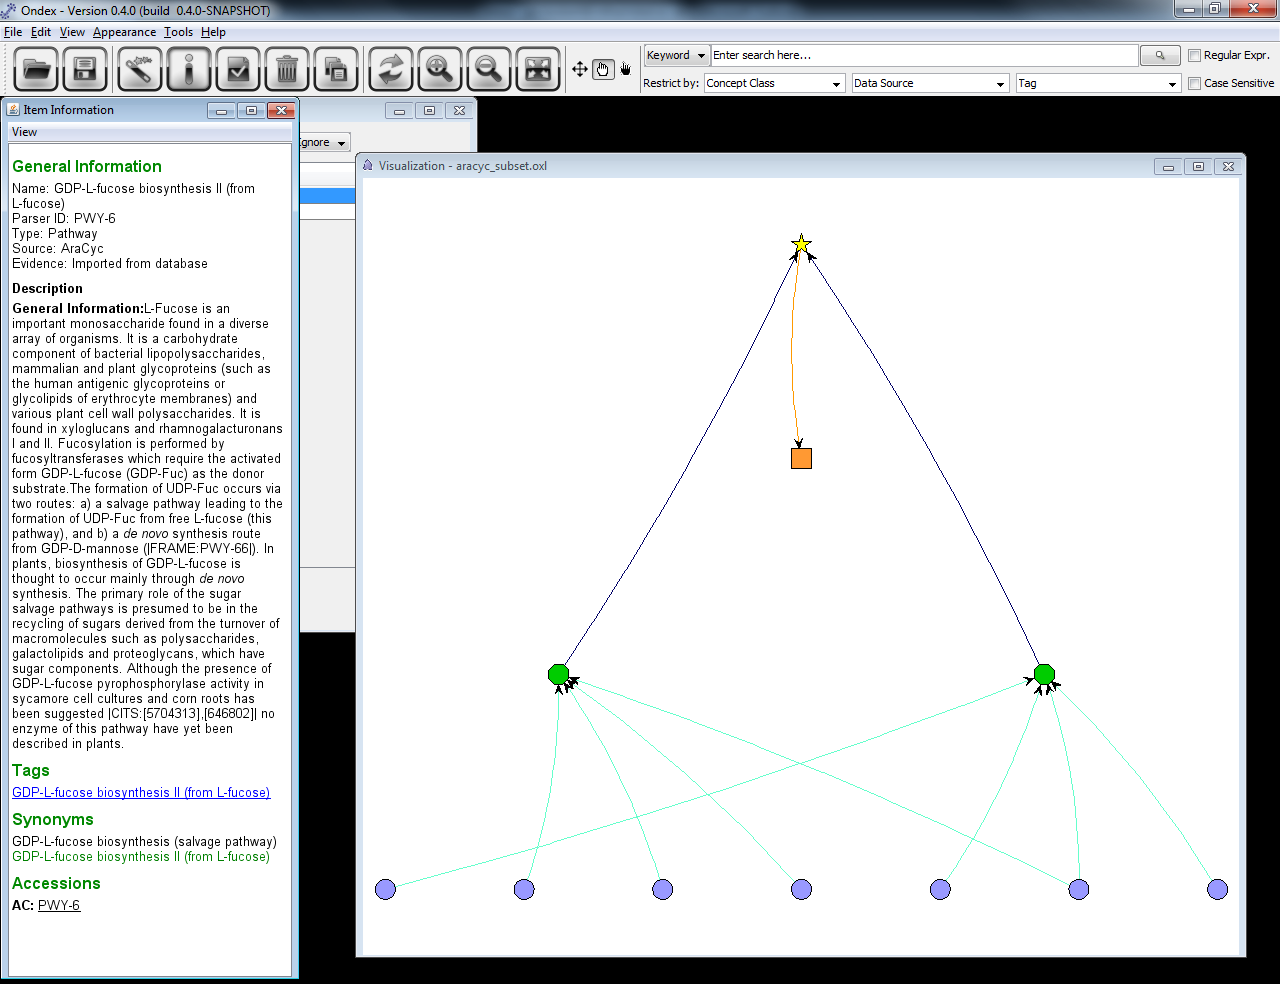 Ondex - Version 0.4.0 (build  0.4.0-SNAPSHOT)
File Edit View Appearance Tools Help
Keyword Enter search here... Regular Expr.
Restrict by: Concept Class Data Source Tag Case Sensitive
Item Information
View
gnore
Visualization - aracyc_subset.oxl
General Information
Name: GDP-L-fucose biosynthesis II (from
L-fucose)
Parser ID: PWY-6
Type: Pathway
Source: AraCyc
Evidence: Imported from database
Description
General Information:L-Fucose is an
important monosaccharide found in a diverse
array of organisms. It is a carbohydrate
component of bacterial lipopolysaccharides,
mammalian and plant glycoproteins (such as
the human antigenic glycoproteins or
glycolipids of erythrocyte membranes) and
various plant cell wall polysaccharides. It is
found in xyloglucans and rhamnogalacturonans
I and II. Fucosylation is performed by
fucosyltransferases which require the activated
form GDP-L-fucose (GDP-Fuc) as the donor
substrate.The formation of UDP-Fuc occurs via
two routes: a) a salvage pathway leading to the
formation of UDP-Fuc from free L-fucose (this
pathway), and b) a de novo synthesis route
from GDP-D-mannose (|FRAME:PWY-66|). In
plants, biosynthesis of GDP-L-fucose is
thought to occur mainly through de novo
synthesis. The primary role of the sugar
salvage pathways is presumed to be in the
recycling of sugars derived from the turnover of
macromolecules such as polysaccharides,
galactolipids and proteoglycans, which have
sugar components. Although the presence of
GDP-L-fucose pyrophosphorylase activity in
sycamore cell cultures and corn roots has
been suggested |CITS:[5704313],[646802]| no
enzyme of this pathway have yet been
described in plants.
Tags
GDP-L-fucose biosynthesis II (from L-fucose)
Synonyms
GDP-L-fucose biosynthesis (salvage pathway)
GDP-L-fucose biosynthesis II (from L-fucose)
Accessions
AC: PWY-6